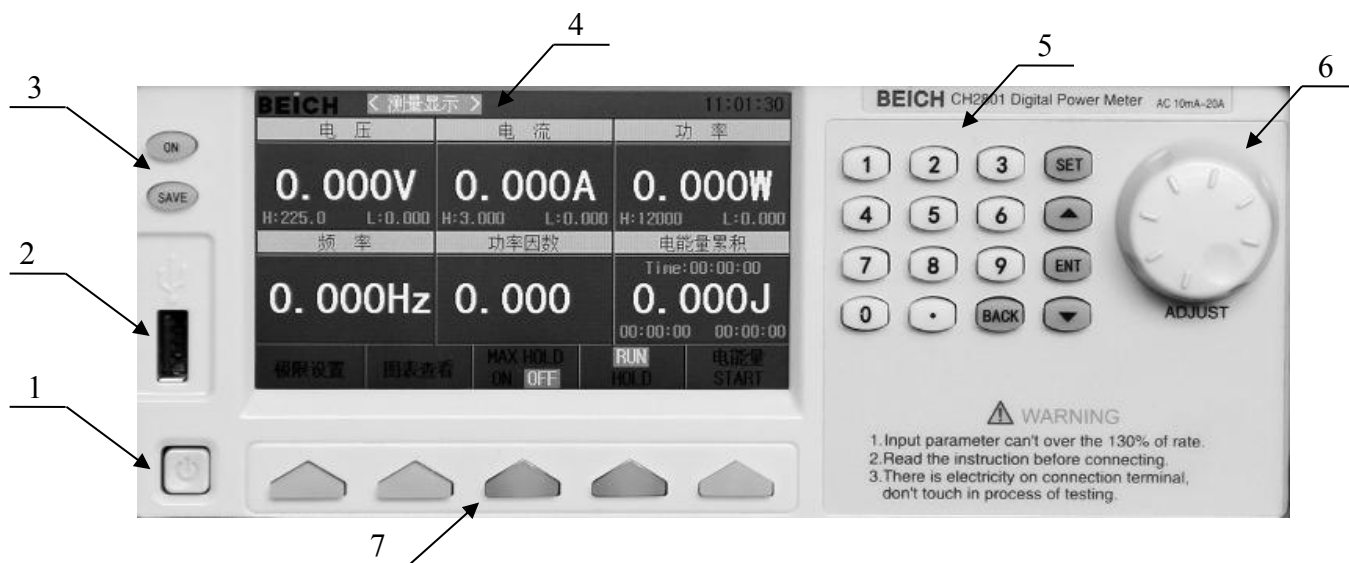 4
5
6
3
2
1
7
ON
SAVE
BEICH <测量显示> 11:01:30
电 压 电 流 功 率
0.000V 0.000A 0.000W
H:225.0 L:0.000 H:3.000 L:0.000 H:12000 L:0.000
频 率 功率因数 电能量累积
Time:00:00:00
0.000Hz 0.000 0.000J
00:00:00 00:00:00
极限设置 图表查看 MAX HOLD RUN 电能量
ON OFF HOLD START
BEICH CH2801 Digital Power Meter AC 10mA-20A
1 2 3 SET
4 5 6
7 8 9 ENT
0 . BACK
ADJUST
WARNING
1.Input parameter can't over the 130% of rate.
2.Read the instruction before connecting.
3.There is electricity on connection terminal,
don't touch in process of testing.